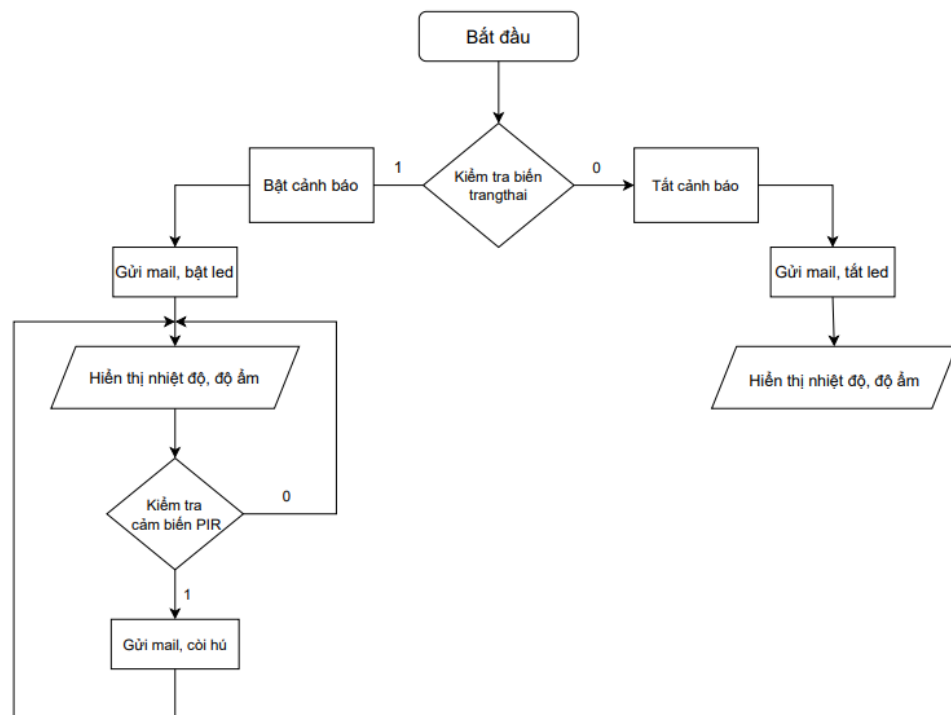 Bắt đầu
1
Kiểm tra biến
trangthai
0
Bật cảnh báo
Tắt cảnh báo
Gửi mail, bật led
Gửi mail, tắt led
Hiển thị nhiệt độ, độ ẩm
Hiển thị nhiệt độ, độ ẩm
Kiểm tra
cảm biến PIR
0
1
Gửi mail, còi hú